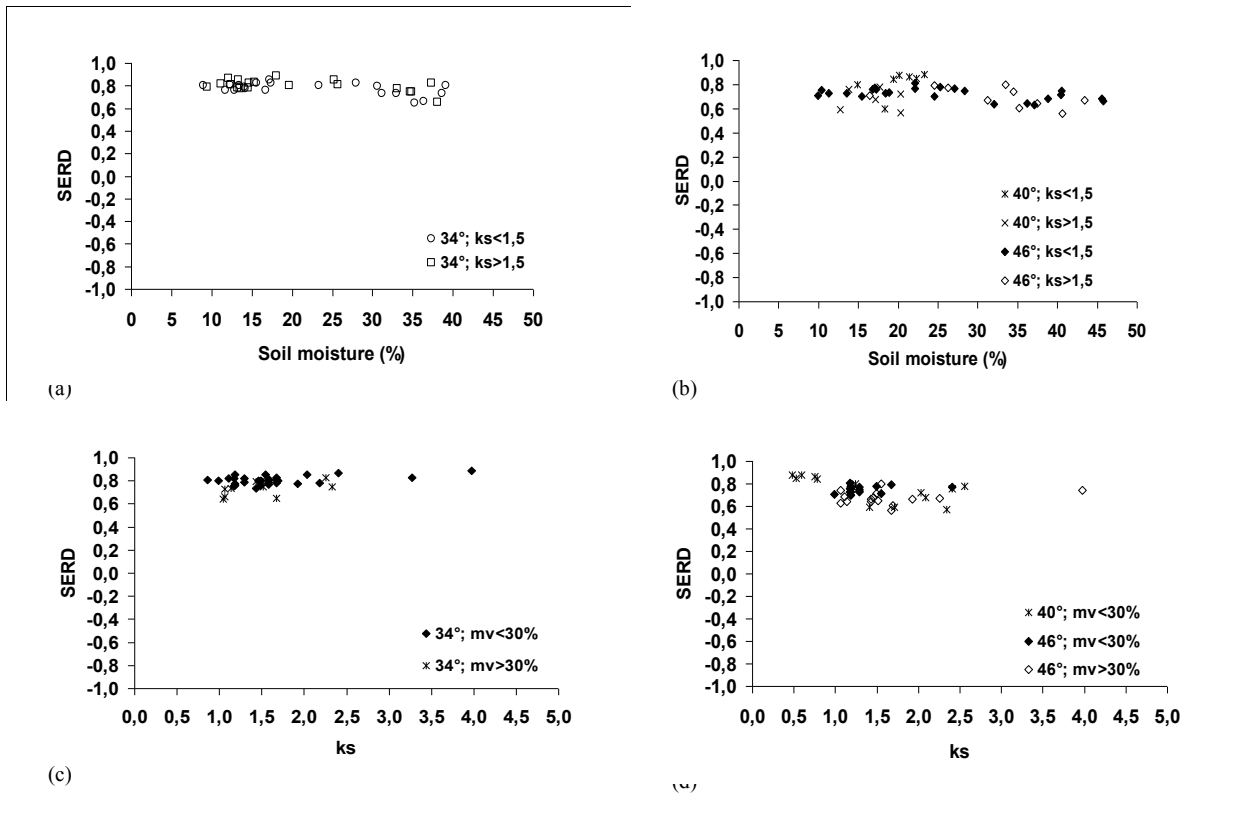 1,0
0,8
0,6
0,4
0,2
0,0
-0,2
-0,4
-0,6
-0,8
-1,0
SERD
34°; ks<1,5
34°; ks>1,5
0 5 10 15 20 25 30 35 40 45 50
Soil moisture (%)
(a)
1,0
0,8
0,6
0,4
0,2
0,0
-0,2
-0,4
-0,6
-0,8
-1,0
SERD
40°; ks<1,5
40°; ks>1,5
46°; ks<1,5
46°; ks>1,5
0 5 10 15 20 25 30 35 40 45 50
Soil moisture (%)
(b)
1,0
0,8
0,6
0,4
0,2
0,0
-0,2
-0,4
-0,6
-0,8
-1,0
SERD
34°; mv<30%
34°; mv>30%
0,0 0,5 1,0 1,5 2,0 2,5 3,0 3,5 4,0 4,5 5,0
ks
(c)
1,0
0,8
0,6
0,4
0,2
0,0
-0,2
-0,4
-0,6
-0,8
-1,0
SERD
40°; mv<30%
46°; mv<30%
46°; mv>30%
0,0 0,5 1,0 1,5 2,0 2,5 3,0 3,5 4,0 4,5 5,0
ks
(d)